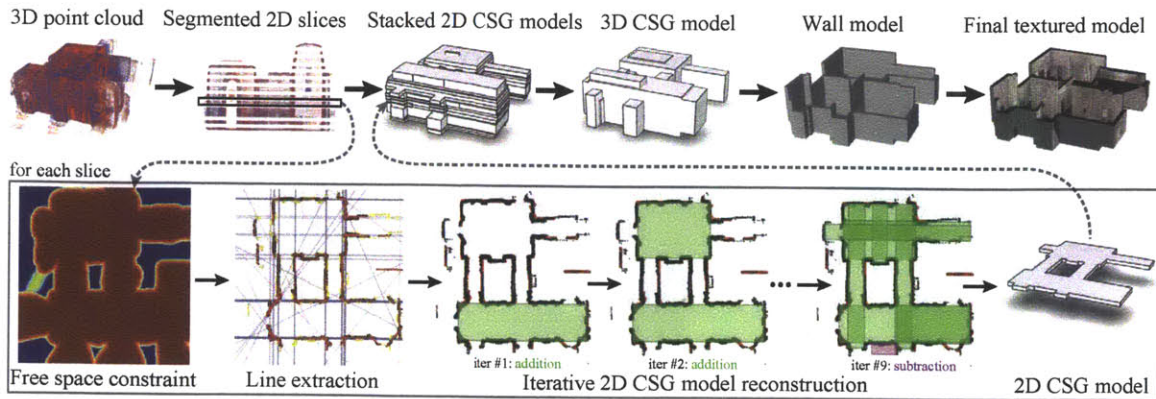 3D point cloud
Segmented 2D slices
Stacked 2D CSG models
3D CSG model
Wall model
Final textured model
for each slice
iter #1: addition
iter #2: addition
iter #9: subtraction
Free space constraint
Line extraction
Iterative 2D CSG model reconstruction
2D CSG model